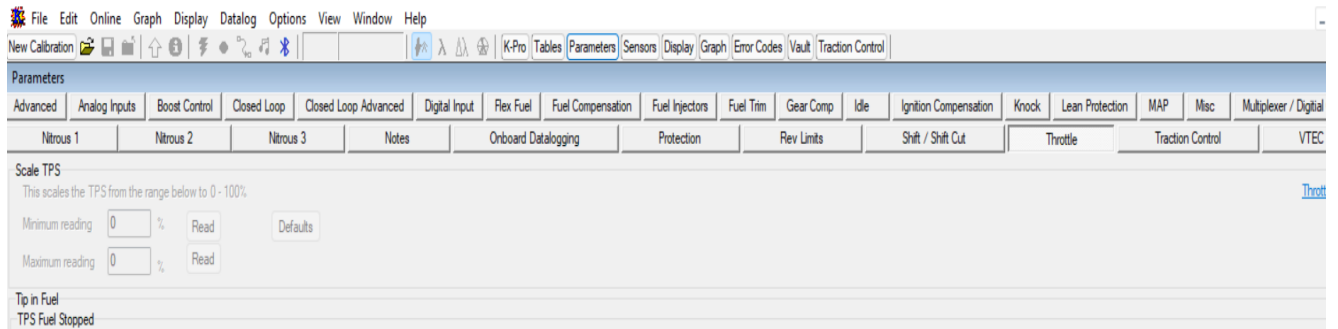 File Edit Online Graph Display Datalog Options View Window Help
New Calibration K-Pro Tables Parameters Sensors Display Graph Error Codes Vault Traction Control
Parameters
Advanced Analog Inputs Boost Control Closed Loop Closed Loop Advanced Digital Input Flex Fuel Fuel Compensation Fuel Injectors Fuel Trim Gear Comp Idle Ignition Compensation Knock Lean Protection MAP Misc Multiplexer / Digitial
Nitrous 1 Nitrous 2 Nitrous 3 Notes Onboard Datalogging Protection Rev Limits Shift / Shift Cut Throttle Traction Control VTEC
Scale TPS
This scales the TPS from the range below to 0 - 100% Thrott
Minimum reading 0 % Read Defaults
Maximum reading 0 % Read
Tip in Fuel
TPS Fuel Stopped